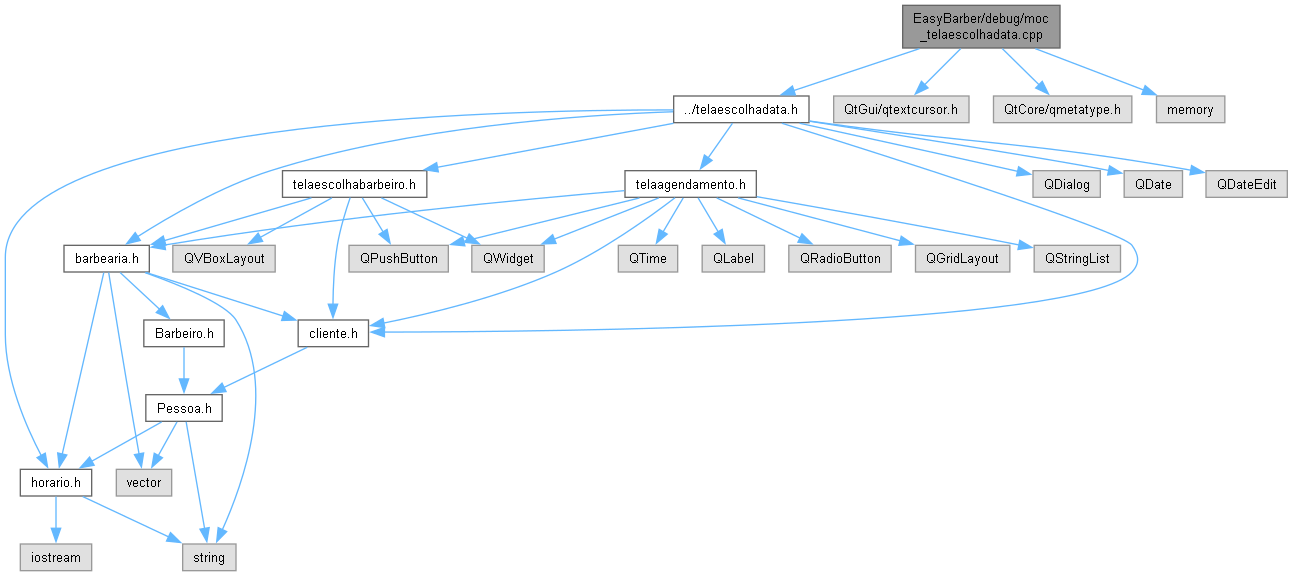 EasyBarber/debug/moc
_telaescolhadata.cpp
../telaescolhadata.h
QtGui/qtextcursor.h
QtCore/qmetatype.h
memory
telaescolhabarbeiro.h
telaagendamento.h
QDialog
QDate
QDateEdit
barbearia.h
QVBoxLayout
QPushButton
QWidget
QTime
QLabel
QRadioButton
QGridLayout
QStringList
Barbeiro.h
cliente.h
Pessoa.h
horario.h
vector
iostream
string